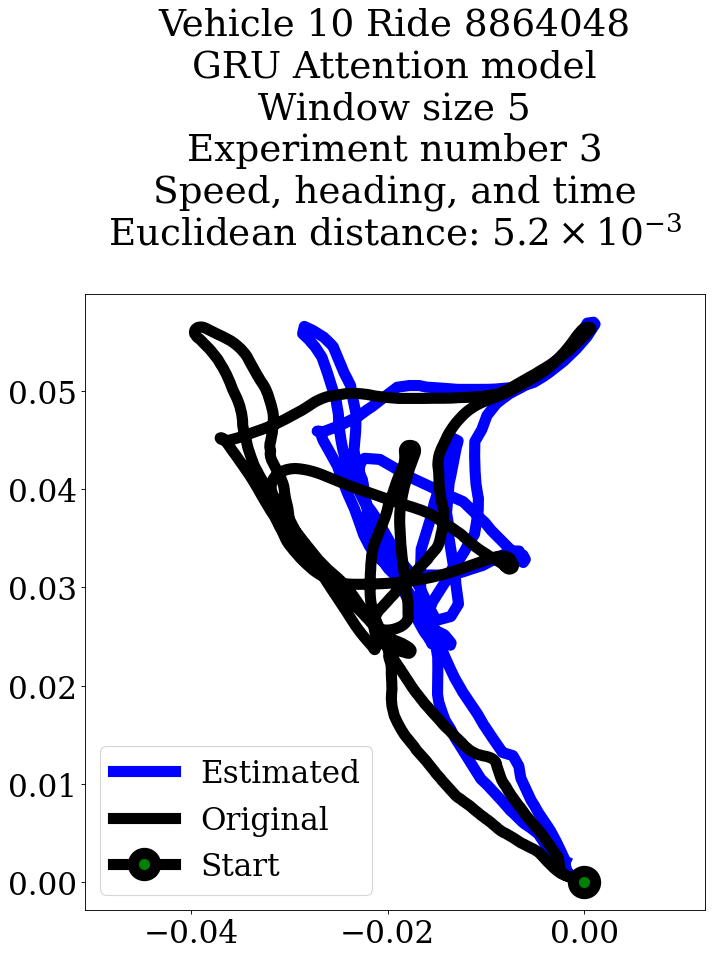 Vehicle 10 Ride 8864048
GRU Attention model
Window size 5
Experiment number 3
Speed, heading, and time
Euclidean distance: 5.2 × 10⁻³
0.05
0.04
0.03
0.02
0.01
0.00
Estimated
Original
Start
−0.04 −0.02 0.00